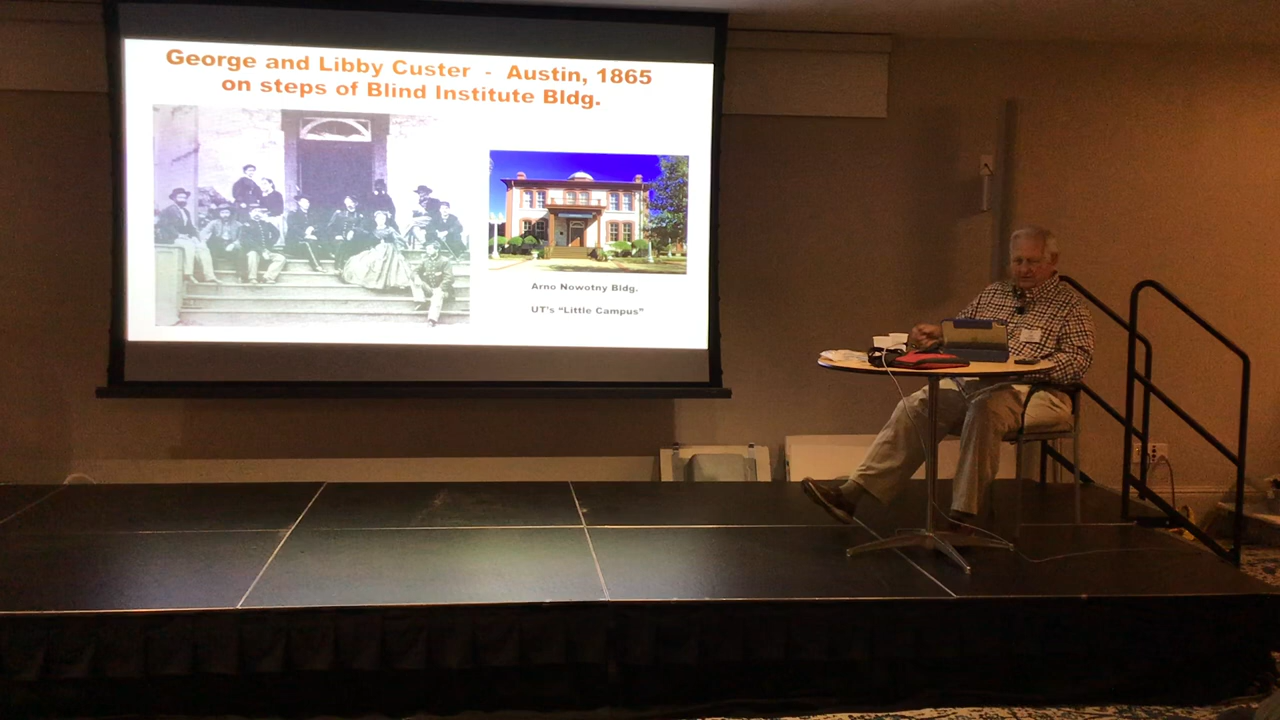 George and Libby Custer - Austin, 1865
on steps of Blind Institute Bldg.
Arno Nowotny Bldg.
UT's “Little Campus”